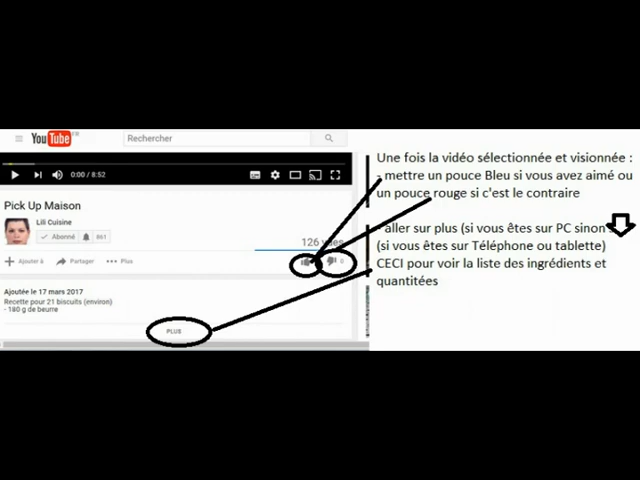 YouTube FR
Rechercher
0:00 / 8:52
Pick Up Maison
Lili Cuisine
Abonné 861
126 vues
Ajouter à Partager Plus 0
Ajoutée le 17 mars 2017
Recette pour 21 biscuits (environ)
- 180 g de beurre
PLUS
Une fois la vidéo sélectionnée et visionnée :
- mettre un pouce Bleu si vous avez aimé ou
un pouce rouge si c'est le contraire
- aller sur plus (si vous êtes sur PC sinon
(si vous êtes sur Téléphone ou tablette)
CECI pour voir la liste des ingrédients et
quantitées